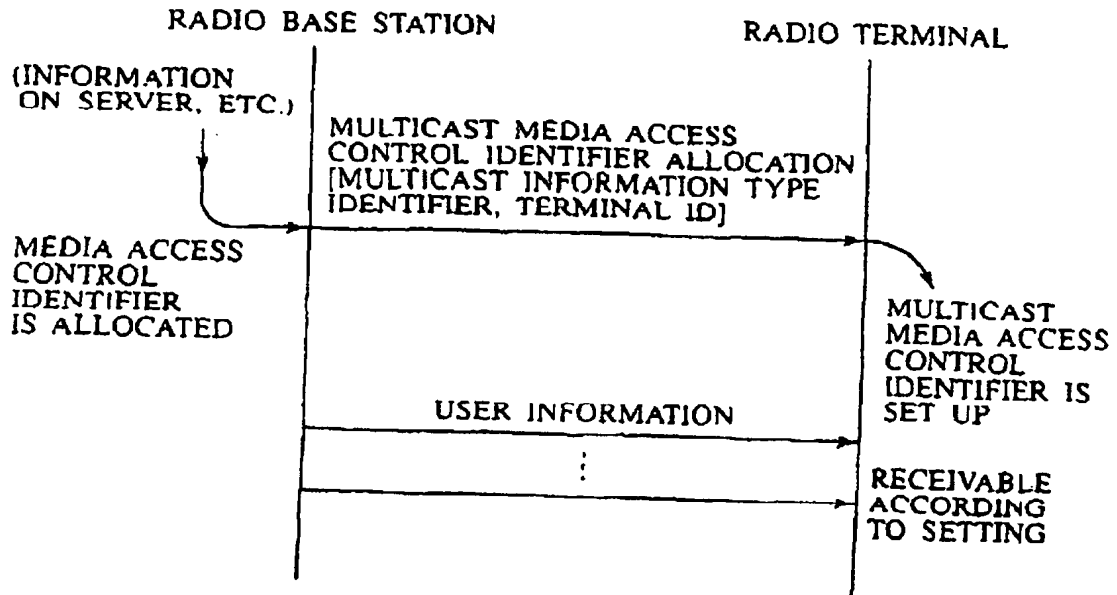 RADIO BASE STATION
RADIO TERMINAL
(INFORMATION
ON SERVER, ETC.)
MULTICAST MEDIA ACCESS
CONTROL IDENTIFIER ALLOCATION
[MULTICAST INFORMATION TYPE
IDENTIFIER, TERMINAL ID]
MEDIA ACCESS
CONTROL
IDENTIFIER
IS ALLOCATED
MULTICAST
MEDIA ACCESS
CONTROL
IDENTIFIER IS
SET UP
USER INFORMATION
RECEIVABLE
ACCORDING
TO SETTING